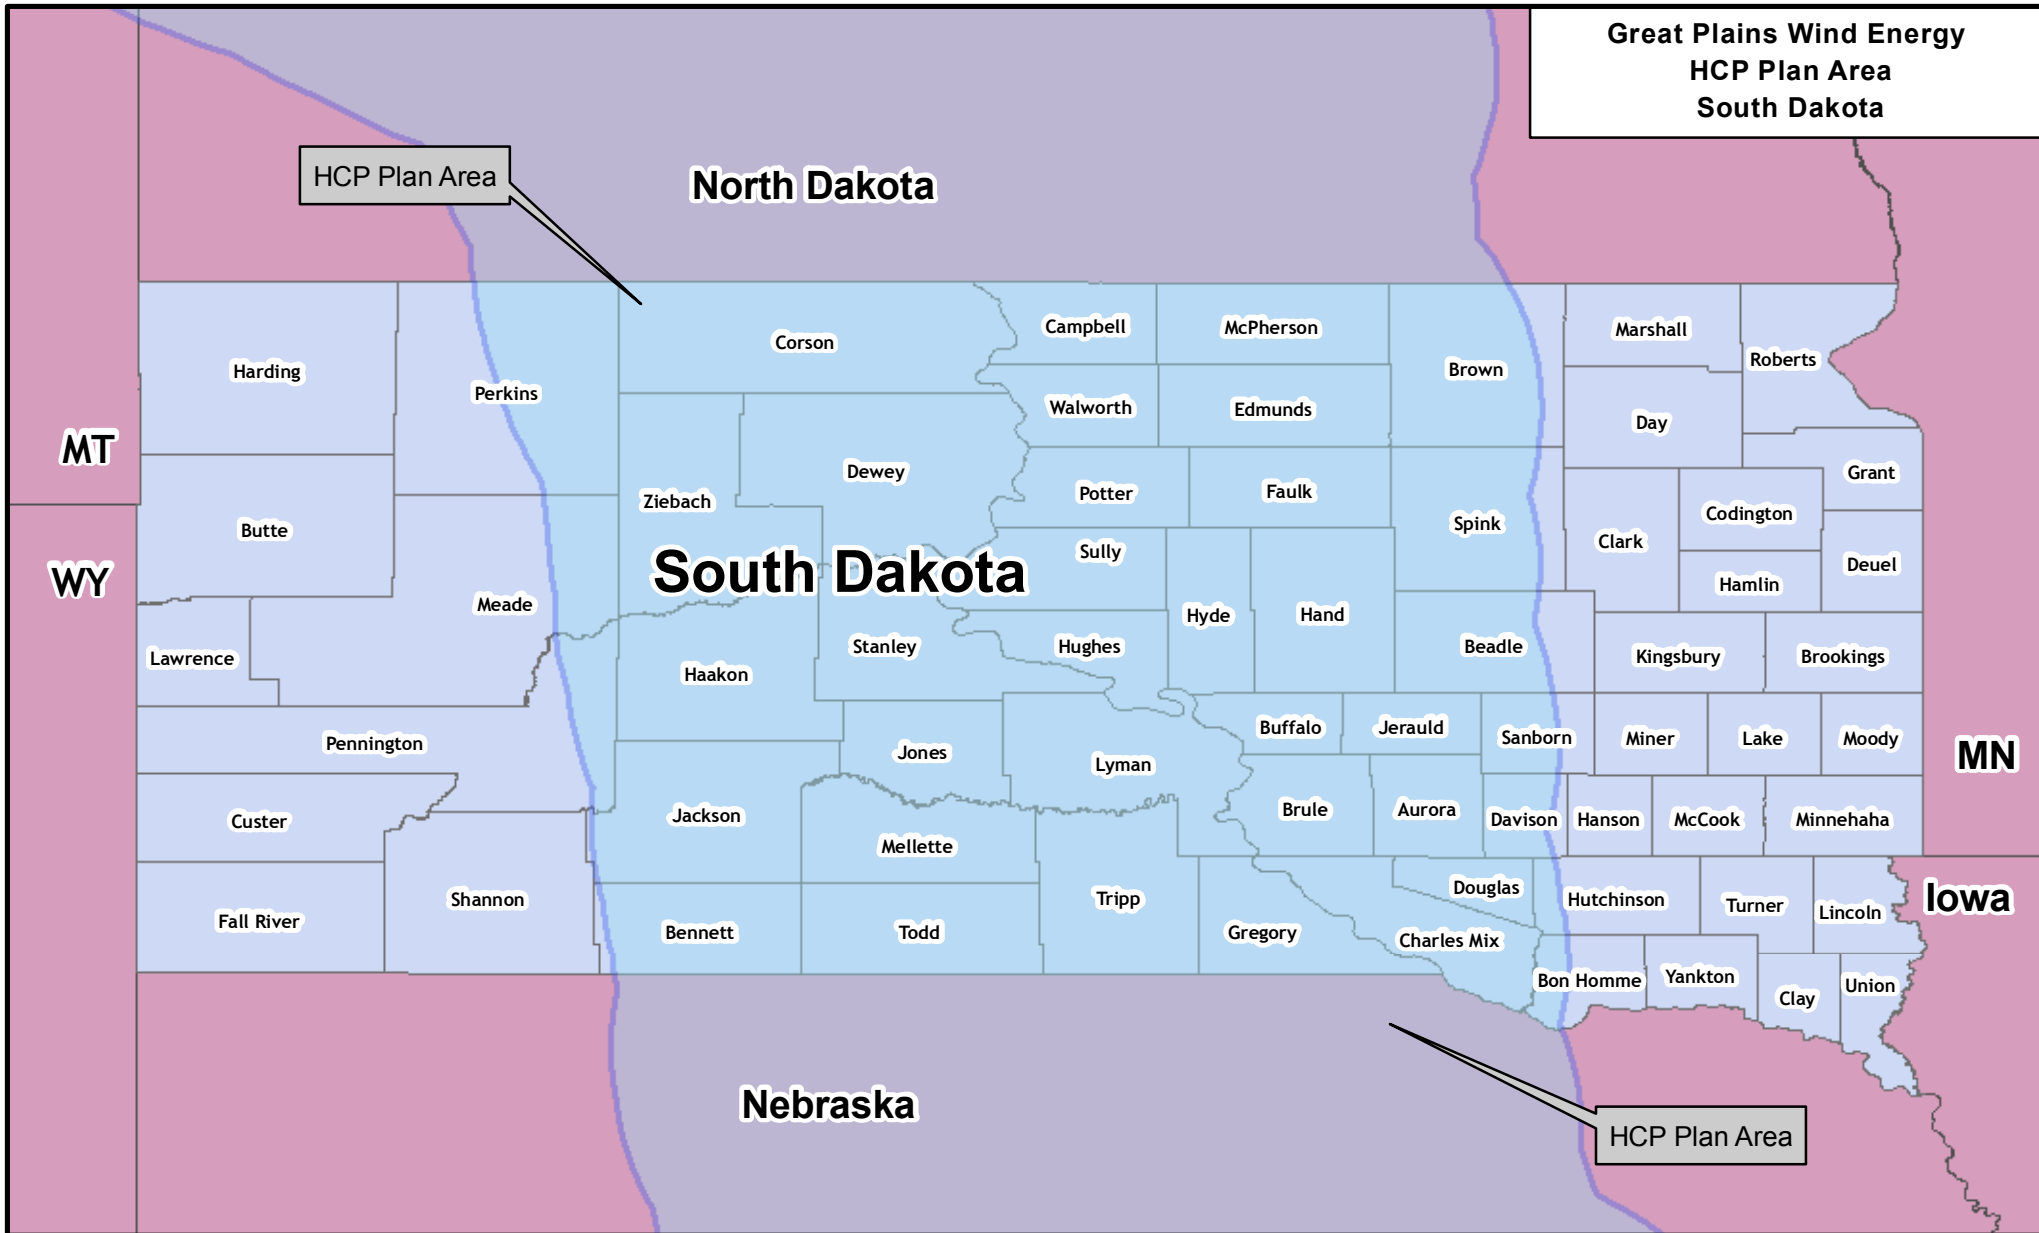 Great Plains Wind Energy
HCP Plan Area
South Dakota
HCP Plan Area
North Dakota
Harding
Perkins
Corson
Campbell
McPherson
Brown
Marshall
Roberts
Walworth
Edmunds
Day
MT
Butte
Ziebach
Dewey
Potter
Faulk
Spink
Clark
Codington
Grant
WY
South Dakota
Sully
Hamlin
Deuel
Meade
Hyde
Hand
Lawrence
Haakon
Stanley
Hughes
Beadle
Kingsbury
Brookings
Pennington
Jones
Lyman
Buffalo
Jerauld
Sanborn
Miner
Lake
Moody
MN
Custer
Jackson
Mellette
Brule
Aurora
Davison
Hanson
McCook
Minnehaha
Fall River
Shannon
Bennett
Todd
Tripp
Gregory
Douglas
Charles Mix
Hutchinson
Turner
Lincoln
Iowa
Bon Homme
Yankton
Clay
Union
Nebraska
HCP Plan Area